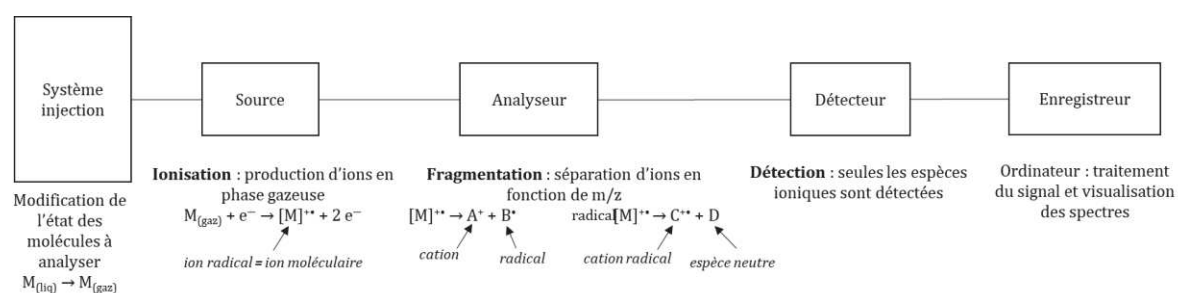 Système
injection
Source
Analyseur
Détecteur
Enregistreur
Modification de
l'état des
molécules à
analyser
M(liq) → M(gaz)
Ionisation : production d'ions en
phase gazeuse
M(gaz) + e⁻ → [M]⁺• + 2 e⁻
ion radical = ion moléculaire
Fragmentation : séparation d'ions en
fonction de m/z
[M]⁺• → A⁺ + B• radical[M]⁺• → C⁺• + D
cation radical cation radical espèce neutre
Détection : seules les espèces
ioniques sont détectées
Ordinateur : traitement
du signal et visualisation
des spectres